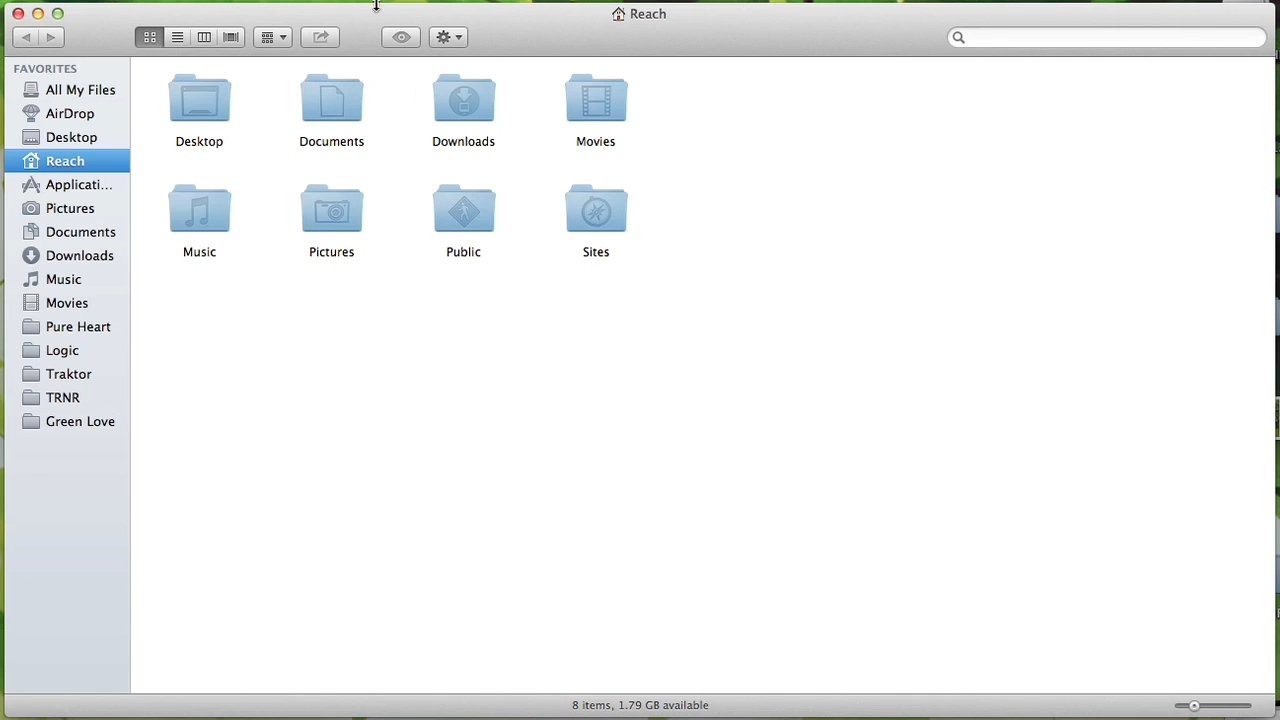 Reach
FAVORITES
All My Files
AirDrop
Desktop
Reach
Applicati...
Pictures
Documents
Downloads
Music
Movies
Pure Heart
Logic
Traktor
TRNR
Green Love
Desktop Documents Downloads Movies
Music Pictures Public Sites
8 items, 1.79 GB available